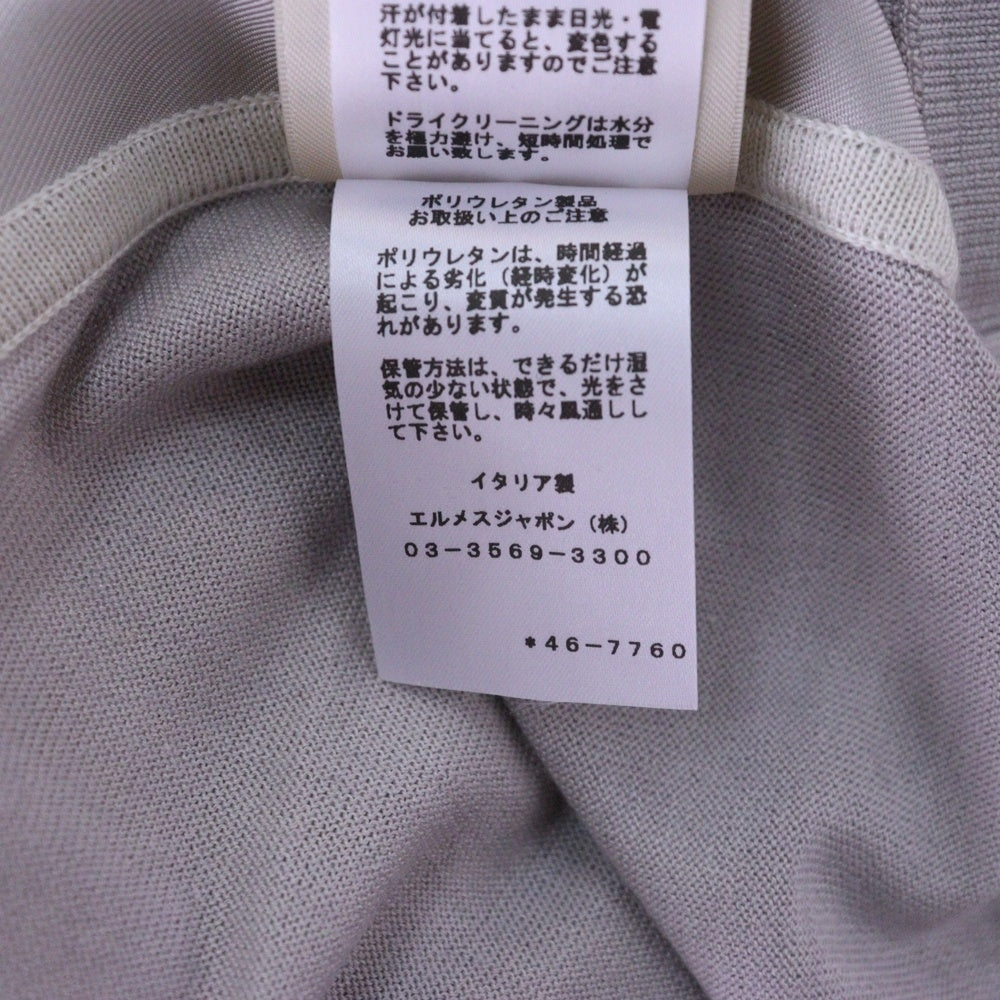 汗が付着したまま日光・電
灯光に当てると、変色する
ことがありますのでご注意
下さい。
ドライクリーニングは水分
を極力避け、短時間処理で
お願い致します。
ポリウレタン製品
お取扱い上のご注意
ポリウレタンは、時間経過
による劣化（経時変化）が
起こり、変質が発生する恐
れがあります。
保管方法は、できるだけ湿
気の少ない状態で、光をさ
けて保管し、時々風通しし
て下さい。
イタリア製
エルメスジャポン（株）
03-3569-3300
*46-7760